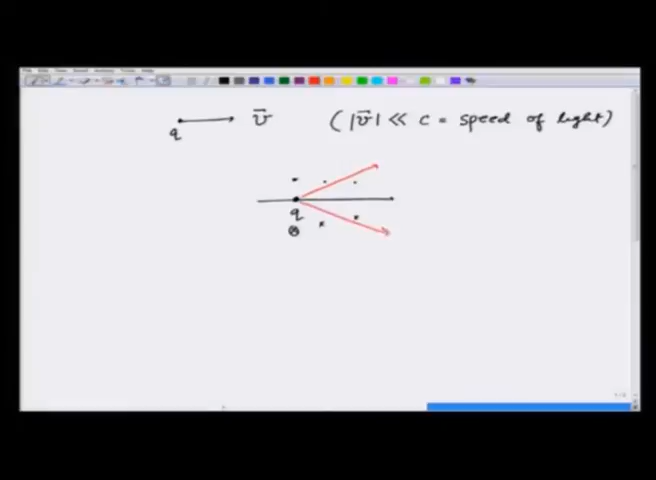 q v⃗ ( |v⃗| << c = speed of light )
q
⊗